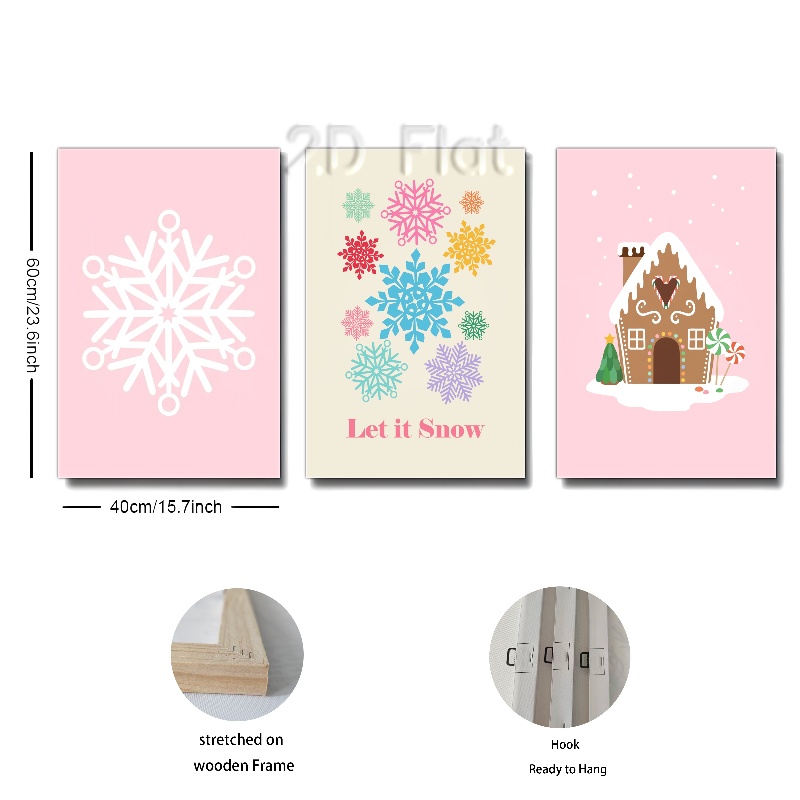 2D Flat
60cm/23.6inch
Let it Snow
40cm/15.7inch
stretched on
wooden Frame
Hook
Ready to Hang